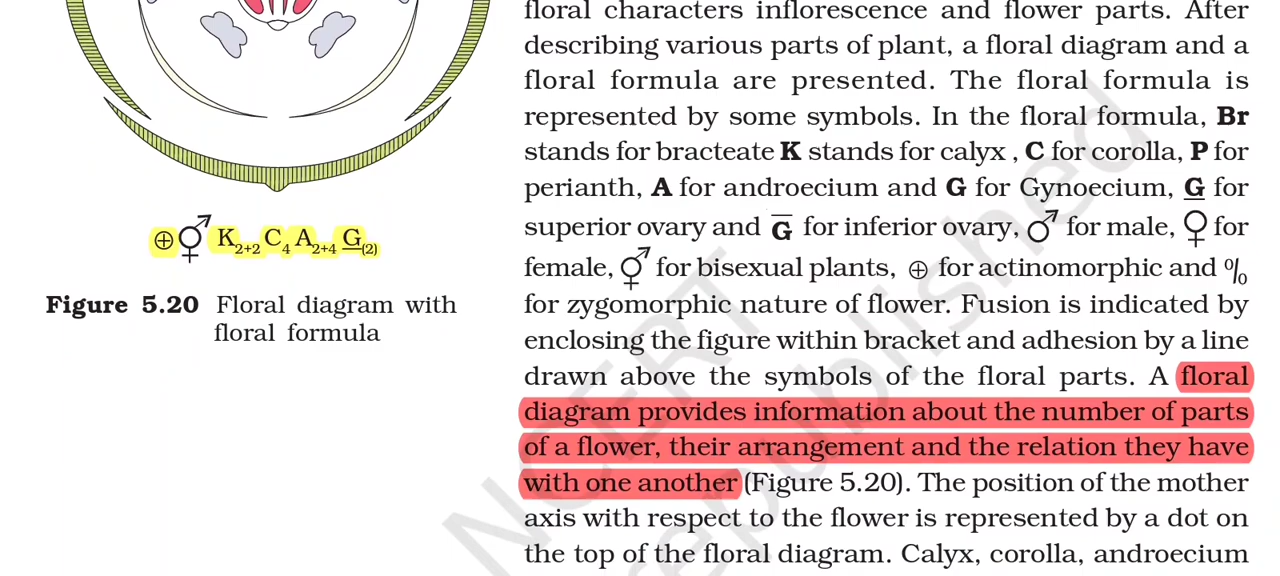 floral characters inflorescence and flower parts. After
describing various parts of plant, a floral diagram and a
floral formula are presented. The floral formula is
represented by some symbols. In the floral formula, Br
stands for bracteate K stands for calyx , C for corolla, P for
perianth, A for androecium and G for Gynoecium, G̲ for
superior ovary and G̅ for inferior ovary, ♂ for male, ♀ for
female, ⚥ for bisexual plants, ⊕ for actinomorphic and %
for zygomorphic nature of flower. Fusion is indicated by
enclosing the figure within bracket and adhesion by a line
drawn above the symbols of the floral parts. A floral
diagram provides information about the number of parts
of a flower, their arrangement and the relation they have
with one another (Figure 5.20). The position of the mother
axis with respect to the flower is represented by a dot on
the top of the floral diagram. Calyx, corolla, androecium
⊕ ⚥ K₂₊₂ C₄ A₂₊₄ G̲₍₂₎
Figure 5.20 Floral diagram with
floral formula
NCERT
republished